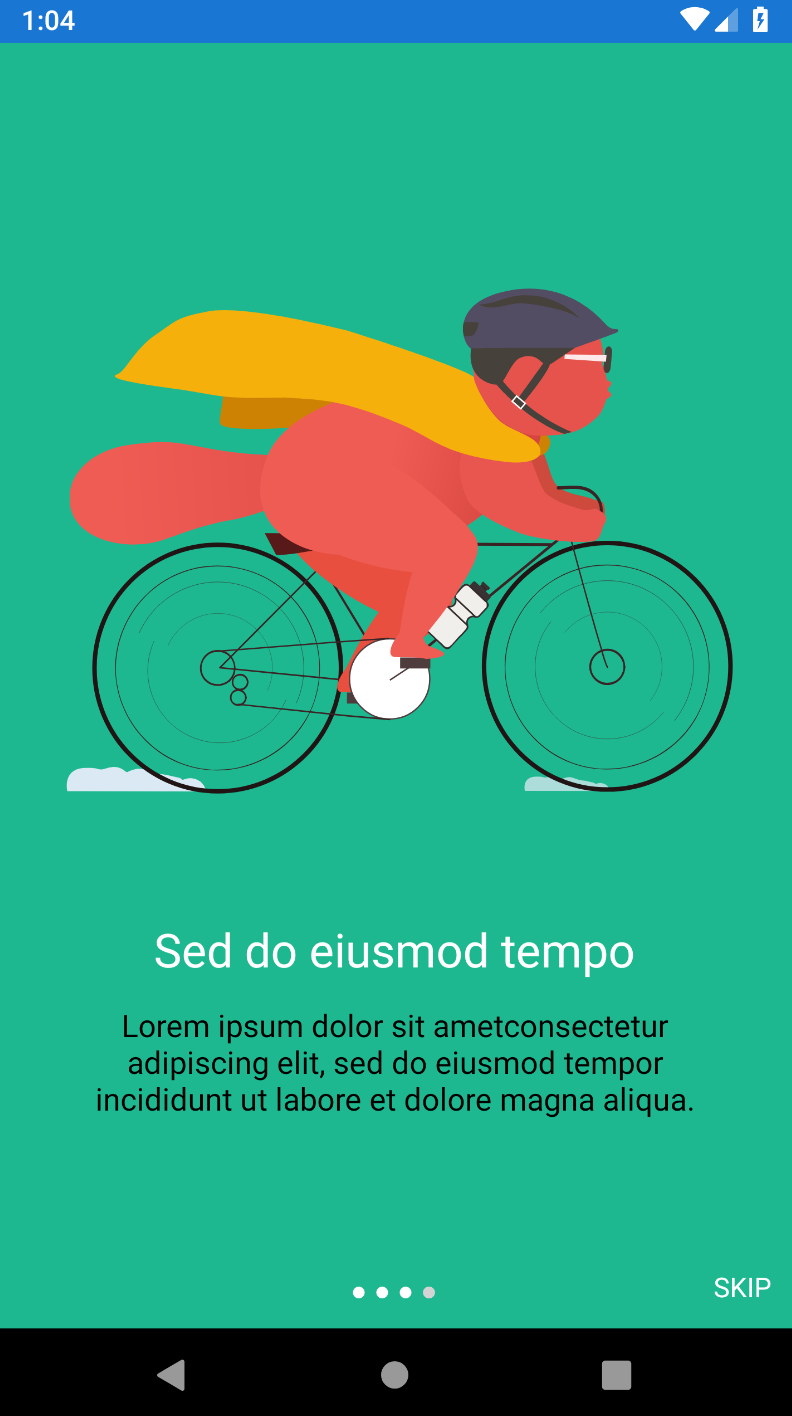 1:04
Sed do eiusmod tempo
Lorem ipsum dolor sit ametconsectetur
adipiscing elit, sed do eiusmod tempor
incididunt ut labore et dolore magna aliqua.
SKIP